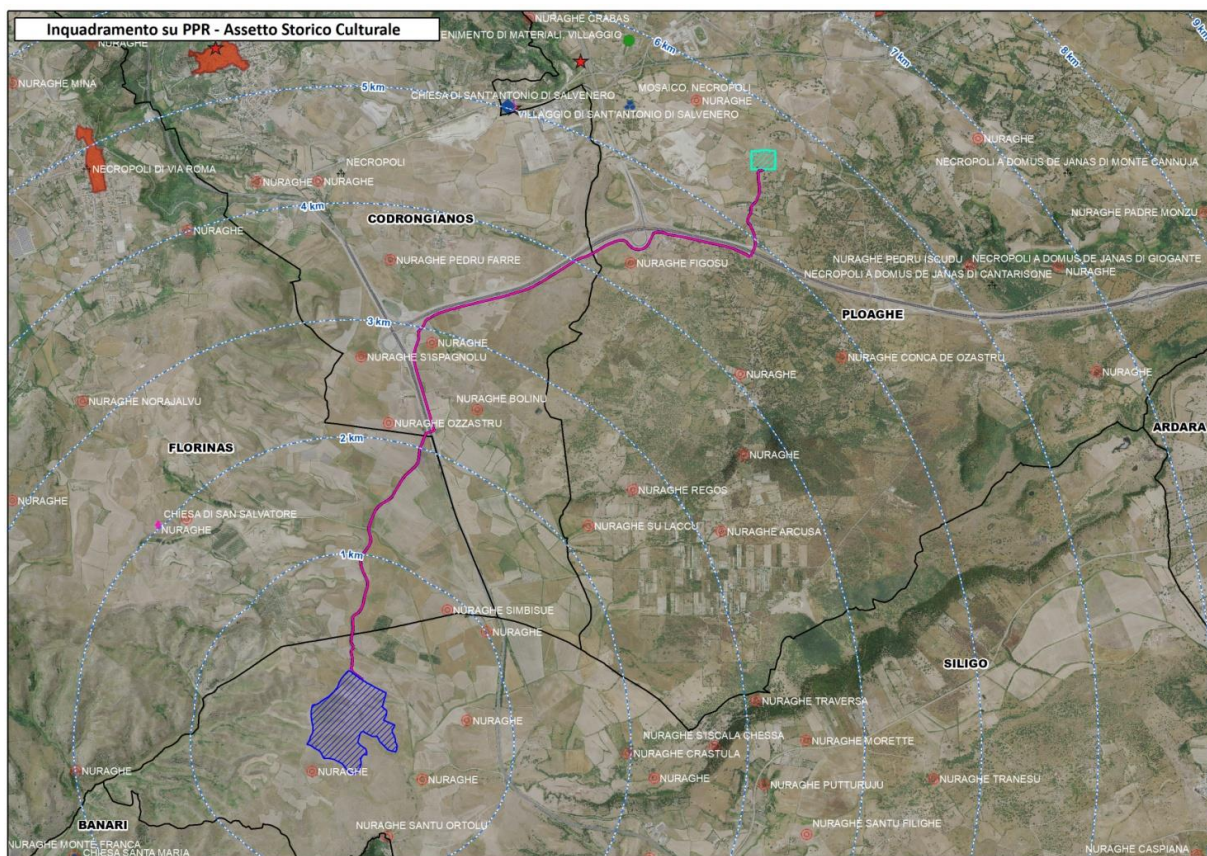 Inquadramento su PPR - Assetto Storico Culturale
NURAGHE CRABAS
ENIMENTO DI MATERIALI VILLAGGIO
6 km
7 km
8 km
9 km
NURAGHE
NURAGHE MINA
5 km
CHIESA DI SANT'ANTONIO DI SALVENERO
MOSAICO, NECROPOLI
NURAGHE
VILLAGGIO DI SANT'ANTONIO DI SALVENERO
NURAGHE
NECROPOLI DI VIA ROMA
NECROPOLI
NECROPOLI A DOMUS DE JANAS DI MONTE CANNUJA
NURAGHE
NURAGHE
4 km
CODRONGIANOS
NURAGHE PADRE MONZU
NURAGHE
NURAGHE PEDRU FARRE
NURAGHE FIGOSU
NURAGHE PEDRU ISCUDU
NECROPOLI A DOMUS DE JANAS DI GIOGANTE
NECROPOLI A DOMUS DE JANAS DI CANTARISONE
NURAGHE
PLOAGHE
3 km
NURAGHE
NURAGHE S'ISPAGNOLU
NURAGHE CONCA DE OZASTRU
NURAGHE
NURAGHE
NURAGHE NORAJALVU
NURAGHE BOLINU
NURAGHE OZZASTRU
ARDARA
2 km
FLORINAS
NURAGHE
NURAGHE REGOS
NURAGHE
CHIESA DI SAN SALVATORE
NURAGHE
NURAGHE SU LACCU
NURAGHE ARCUSA
1 km
NURAGHE SIMBISUE
NURAGHE
SILIGO
NURAGHE TRAVERSA
NURAGHE
NURAGHE S'ISCALA CHESSA
NURAGHE MORETTE
NURAGHE CRASTULA
NURAGHE
NURAGHE
NURAGHE
NURAGHE
NURAGHE PUTTURUJU
NURAGHE TRANESU
BANARI
NURAGHE SANTU ORTOLU
NURAGHE SANTU FILIGHE
NURAGHE MONTE FRANCA
CHIESA SANTA MARIA
NURAGHE CASPIANA